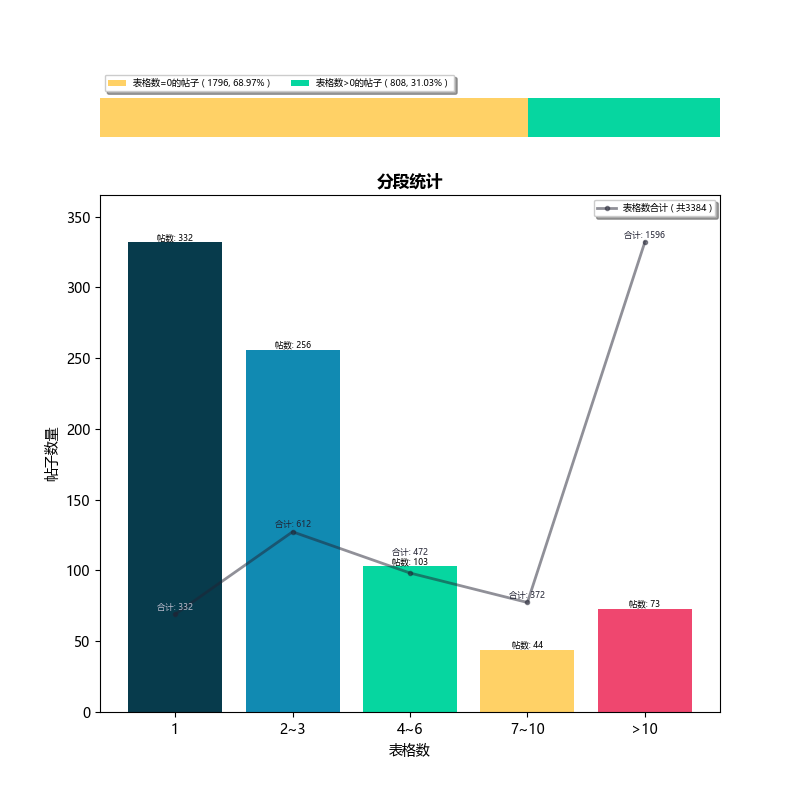 表格数=0的帖子 ( 1796, 68.97% )
表格数>0的帖子 ( 808, 31.03% )
分段统计
表格数合计 ( 共3384 )
合计: 1596
帖数: 332
帖数: 256
合计: 612
合计: 472
帖数: 103
合计: 372
合计: 332
帖数: 73
帖数: 44
帖子数量
350
300
250
200
150
100
50
0
1
2~3
4~6
7~10
>10
表格数